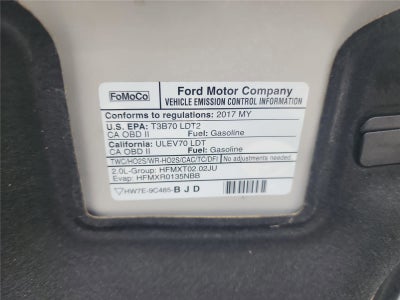 FoMoCo
Ford Motor Company
VEHICLE EMISSION CONTROL INFORMATION
Conforms to regulations: 2017 MY
U.S. EPA: T3B70 LDT2
CA OBD II Fuel: Gasoline
California: ULEV70 LDT
CA OBD II Fuel: Gasoline
TWC/HO2S/WR-HO2S/CAC/TC/DFI No adjustments needed.
2.0L-Group: HFMXT02.02JU
Evap: HFMXR0135NBB
HW7E-9C485-BJD